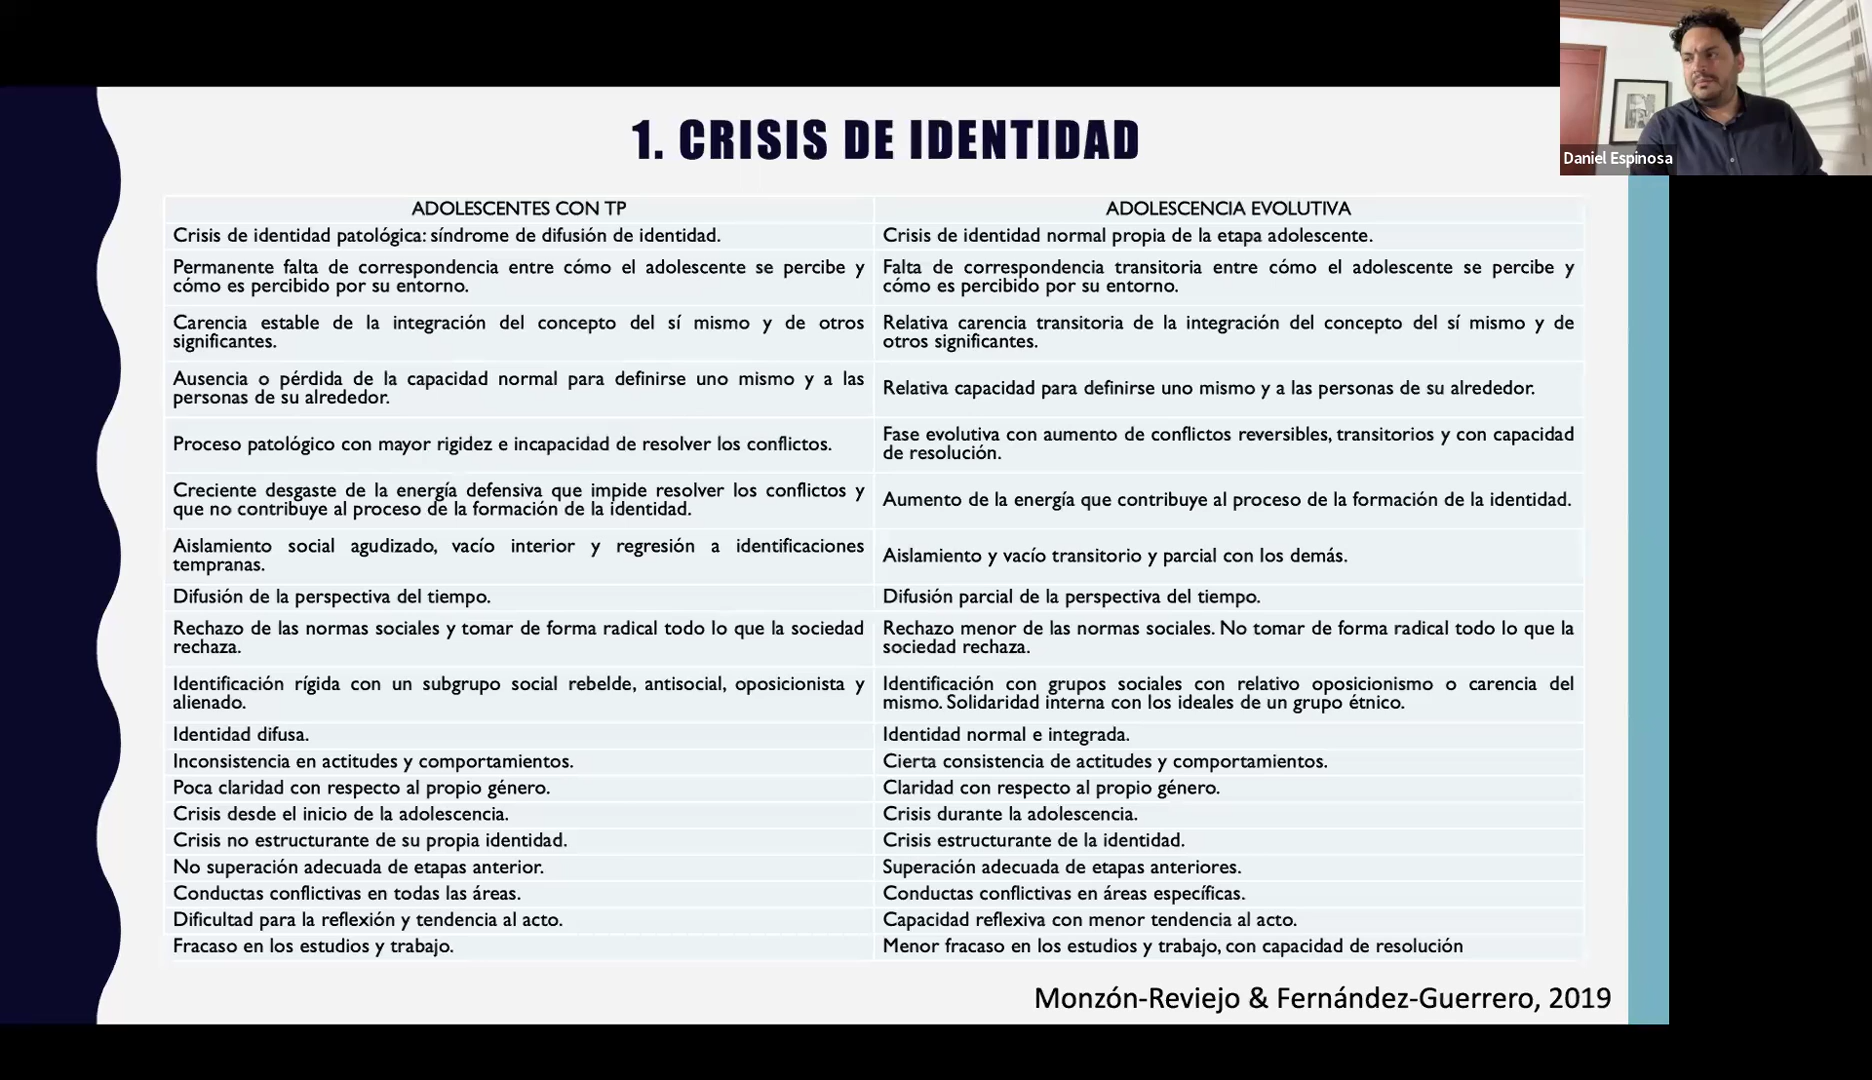 1. CRISIS DE IDENTIDAD
Daniel Espinosa
ADOLESCENTES CON TP
ADOLESCENCIA EVOLUTIVA
Crisis de identidad patológica: síndrome de difusión de identidad.
Crisis de identidad normal propia de la etapa adolescente.
Permanente falta de correspondencia entre cómo el adolescente se percibe y
cómo es percibido por su entorno.
Falta de correspondencia transitoria entre cómo el adolescente se percibe y
cómo es percibido por su entorno.
Carencia estable de la integración del concepto del sí mismo y de otros
significantes.
Relativa carencia transitoria de la integración del concepto del sí mismo y de
otros significantes.
Ausencia o pérdida de la capacidad normal para definirse uno mismo y a las
personas de su alrededor.
Relativa capacidad para definirse uno mismo y a las personas de su alrededor.
Proceso patológico con mayor rigidez e incapacidad de resolver los conflictos.
Fase evolutiva con aumento de conflictos reversibles, transitorios y con capacidad
de resolución.
Creciente desgaste de la energía defensiva que impide resolver los conflictos y
que no contribuye al proceso de la formación de la identidad.
Aumento de la energía que contribuye al proceso de la formación de la identidad.
Aislamiento social agudizado, vacío interior y regresión a identificaciones
tempranas.
Aislamiento y vacío transitorio y parcial con los demás.
Difusión de la perspectiva del tiempo.
Difusión parcial de la perspectiva del tiempo.
Rechazo de las normas sociales y tomar de forma radical todo lo que la sociedad
rechaza.
Rechazo menor de las normas sociales. No tomar de forma radical todo lo que la
sociedad rechaza.
Identificación rígida con un subgrupo social rebelde, antisocial, oposicionista y
alienado.
Identificación con grupos sociales con relativo oposicionismo o carencia del
mismo. Solidaridad interna con los ideales de un grupo étnico.
Identidad difusa.
Identidad normal e integrada.
Inconsistencia en actitudes y comportamientos.
Cierta consistencia de actitudes y comportamientos.
Poca claridad con respecto al propio género.
Claridad con respecto al propio género.
Crisis desde el inicio de la adolescencia.
Crisis durante la adolescencia.
Crisis no estructurante de su propia identidad.
Crisis estructurante de la identidad.
No superación adecuada de etapas anterior.
Superación adecuada de etapas anteriores.
Conductas conflictivas en todas las áreas.
Conductas conflictivas en áreas específicas.
Dificultad para la reflexión y tendencia al acto.
Capacidad reflexiva con menor tendencia al acto.
Fracaso en los estudios y trabajo.
Menor fracaso en los estudios y trabajo, con capacidad de resolución
Monzón-Reviejo & Fernández-Guerrero, 2019